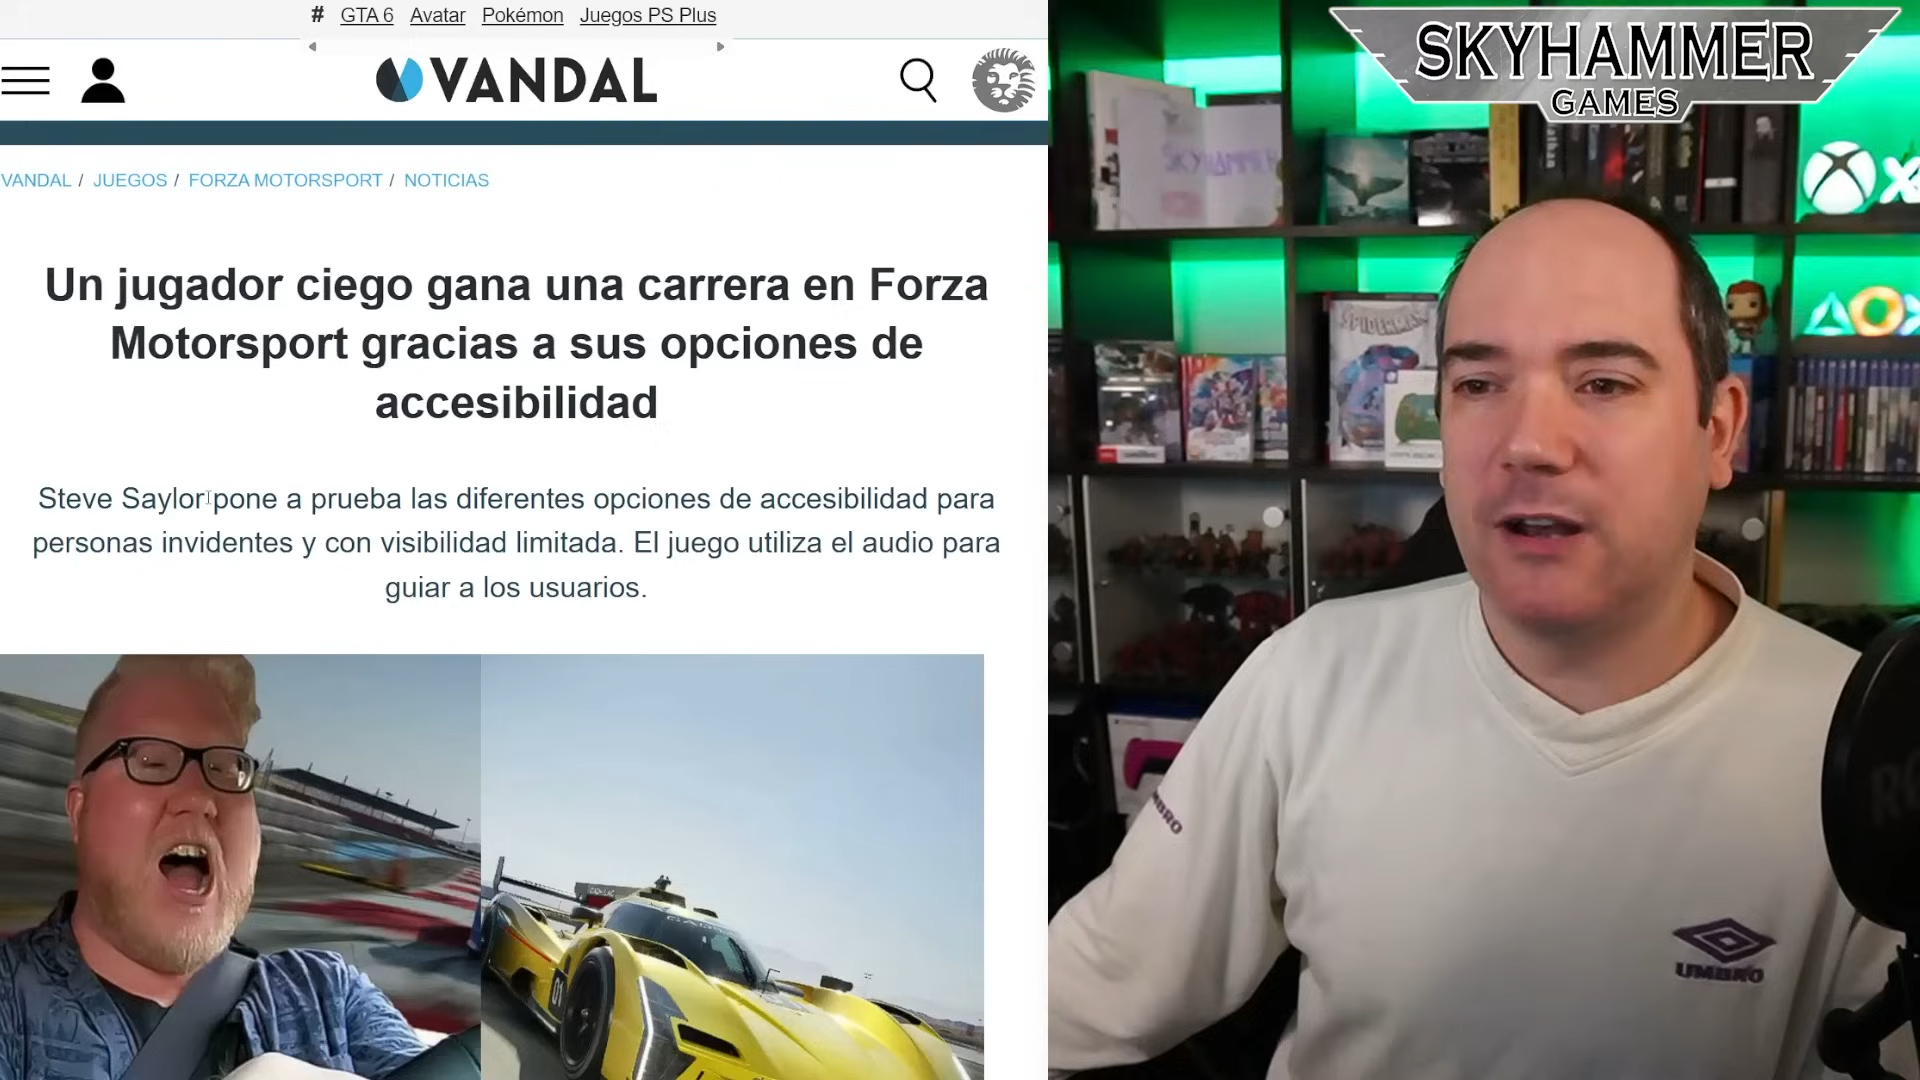 # GTA 6 Avatar Pokémon Juegos PS Plus
VANDAL
VANDAL / JUEGOS / FORZA MOTORSPORT / NOTICIAS
Un jugador ciego gana una carrera en Forza
Motorsport gracias a sus opciones de
accesibilidad
Steve Saylor pone a prueba las diferentes opciones de accesibilidad para
personas invidentes y con visibilidad limitada. El juego utiliza el audio para
guiar a los usuarios.
01
SKYHAMMER
GAMES
SPIDERMAN
UMBRO